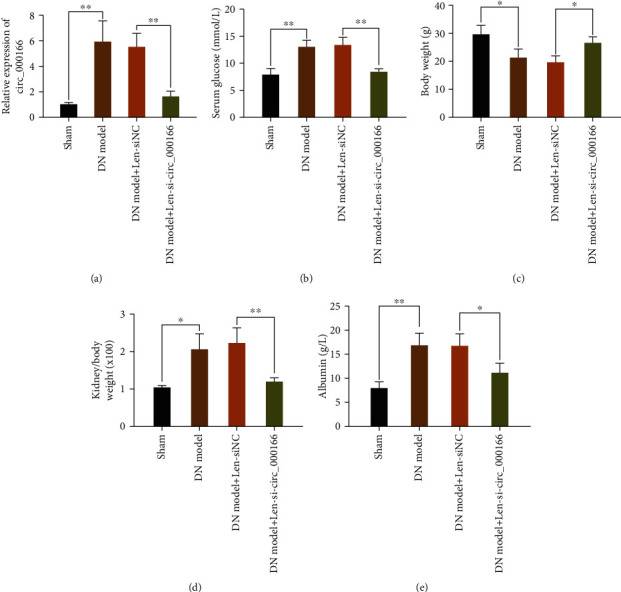 Relative expression of
circ_000166
8
6
4
2
0
**
**
Sham
DN model
DN model+Len-siNC
DN model+Len-si-circ_000166
(a)
Serum glucose (mmol/L)
20
15
10
5
0
**
**
Sham
DN model
DN model+Len-siNC
DN model+Len-si-circ_000166
(b)
Body weight (g)
40
30
20
10
0
*
*
Sham
DN model
DN model+Len-siNC
DN model+Len-si-circ_000166
(c)
Kidney/body
weight (x100)
3
2
1
0
*
**
Sham
DN model
DN model+Len-siNC
DN model+Len-si-circ_000166
(d)
Albumin (g/L)
25
20
15
10
5
0
**
*
Sham
DN model
DN model+Len-siNC
DN model+Len-si-circ_000166
(e)